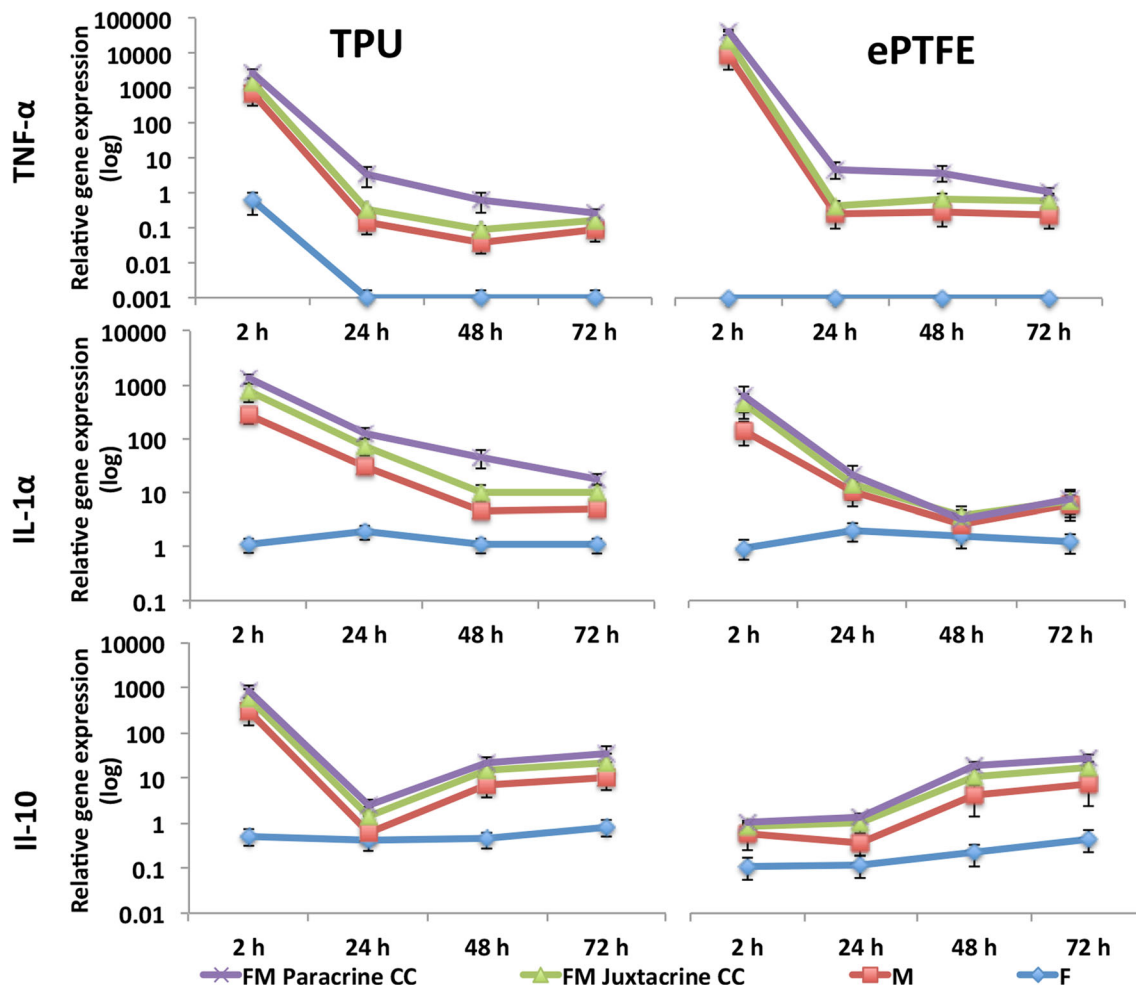 TPU
ePTFE
TNF-α
Relative gene expression
(log)
100000
10000
1000
100
10
1
0.1
0.01
0.001
2 h 24 h 48 h 72 h
2 h 24 h 48 h 72 h
IL-1α
Relative gene expression
(log)
10000
1000
100
10
1
0.1
2 h 24 h 48 h 72 h
2 h 24 h 48 h 72 h
Il-10
Relative gene expression
(log)
10000
1000
100
10
1
0.1
0.01
2 h 24 h 48 h 72 h
2 h 24 h 48 h 72 h
FM Paracrine CC FM Juxtacrine CC M F